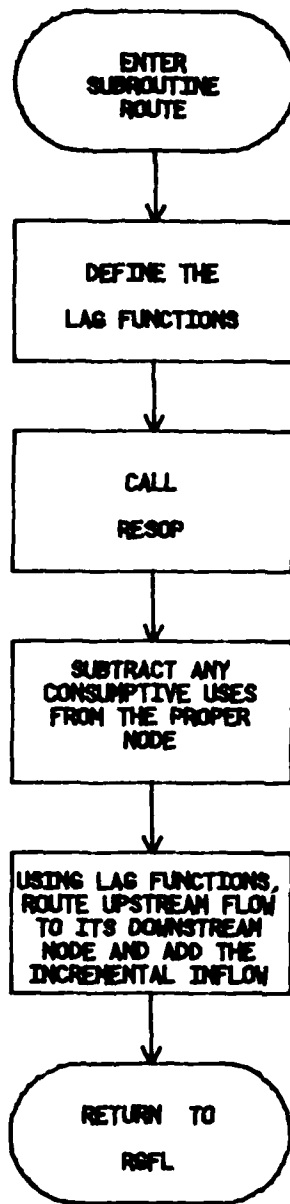 ENTER
SUBROUTINE
ROUTE
DEFINE THE
LAG FUNCTIONS
CALL
RESOP
SUBTRACT ANY
CONSUMPTIVE USES
FROM THE PROPER
NODE
USING LAG FUNCTIONS,
ROUTE UPSTREAM FLOW
TO ITS DOWNSTREAM
NODE AND ADD THE
INCREMENTAL INFLOW
RETURN TO
RGFL